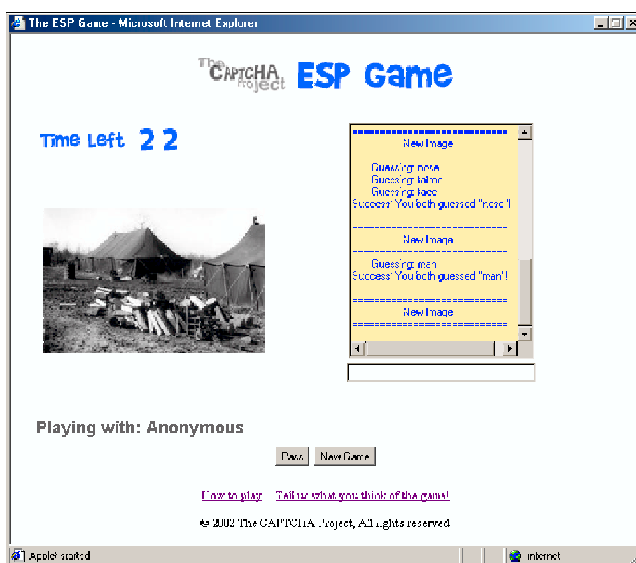 The ESP Game - Microsoft Internet Explorer
The CAPTCHA Project ESP Game
Time Left 22
==========================
New Image
Guessing: nose
Guessing:
Guessing: face
Success! You both guessed "nose"!
==========================
New Image
==========================
Guessing: man
Success! You both guessed "man"!
==========================
New Image
==========================
Playing with: Anonymous
Pass New Game
How to play Tell us what you think of the game!
© 2002 The CAPTCHA Project, All rights reserved
Applet started
Internet